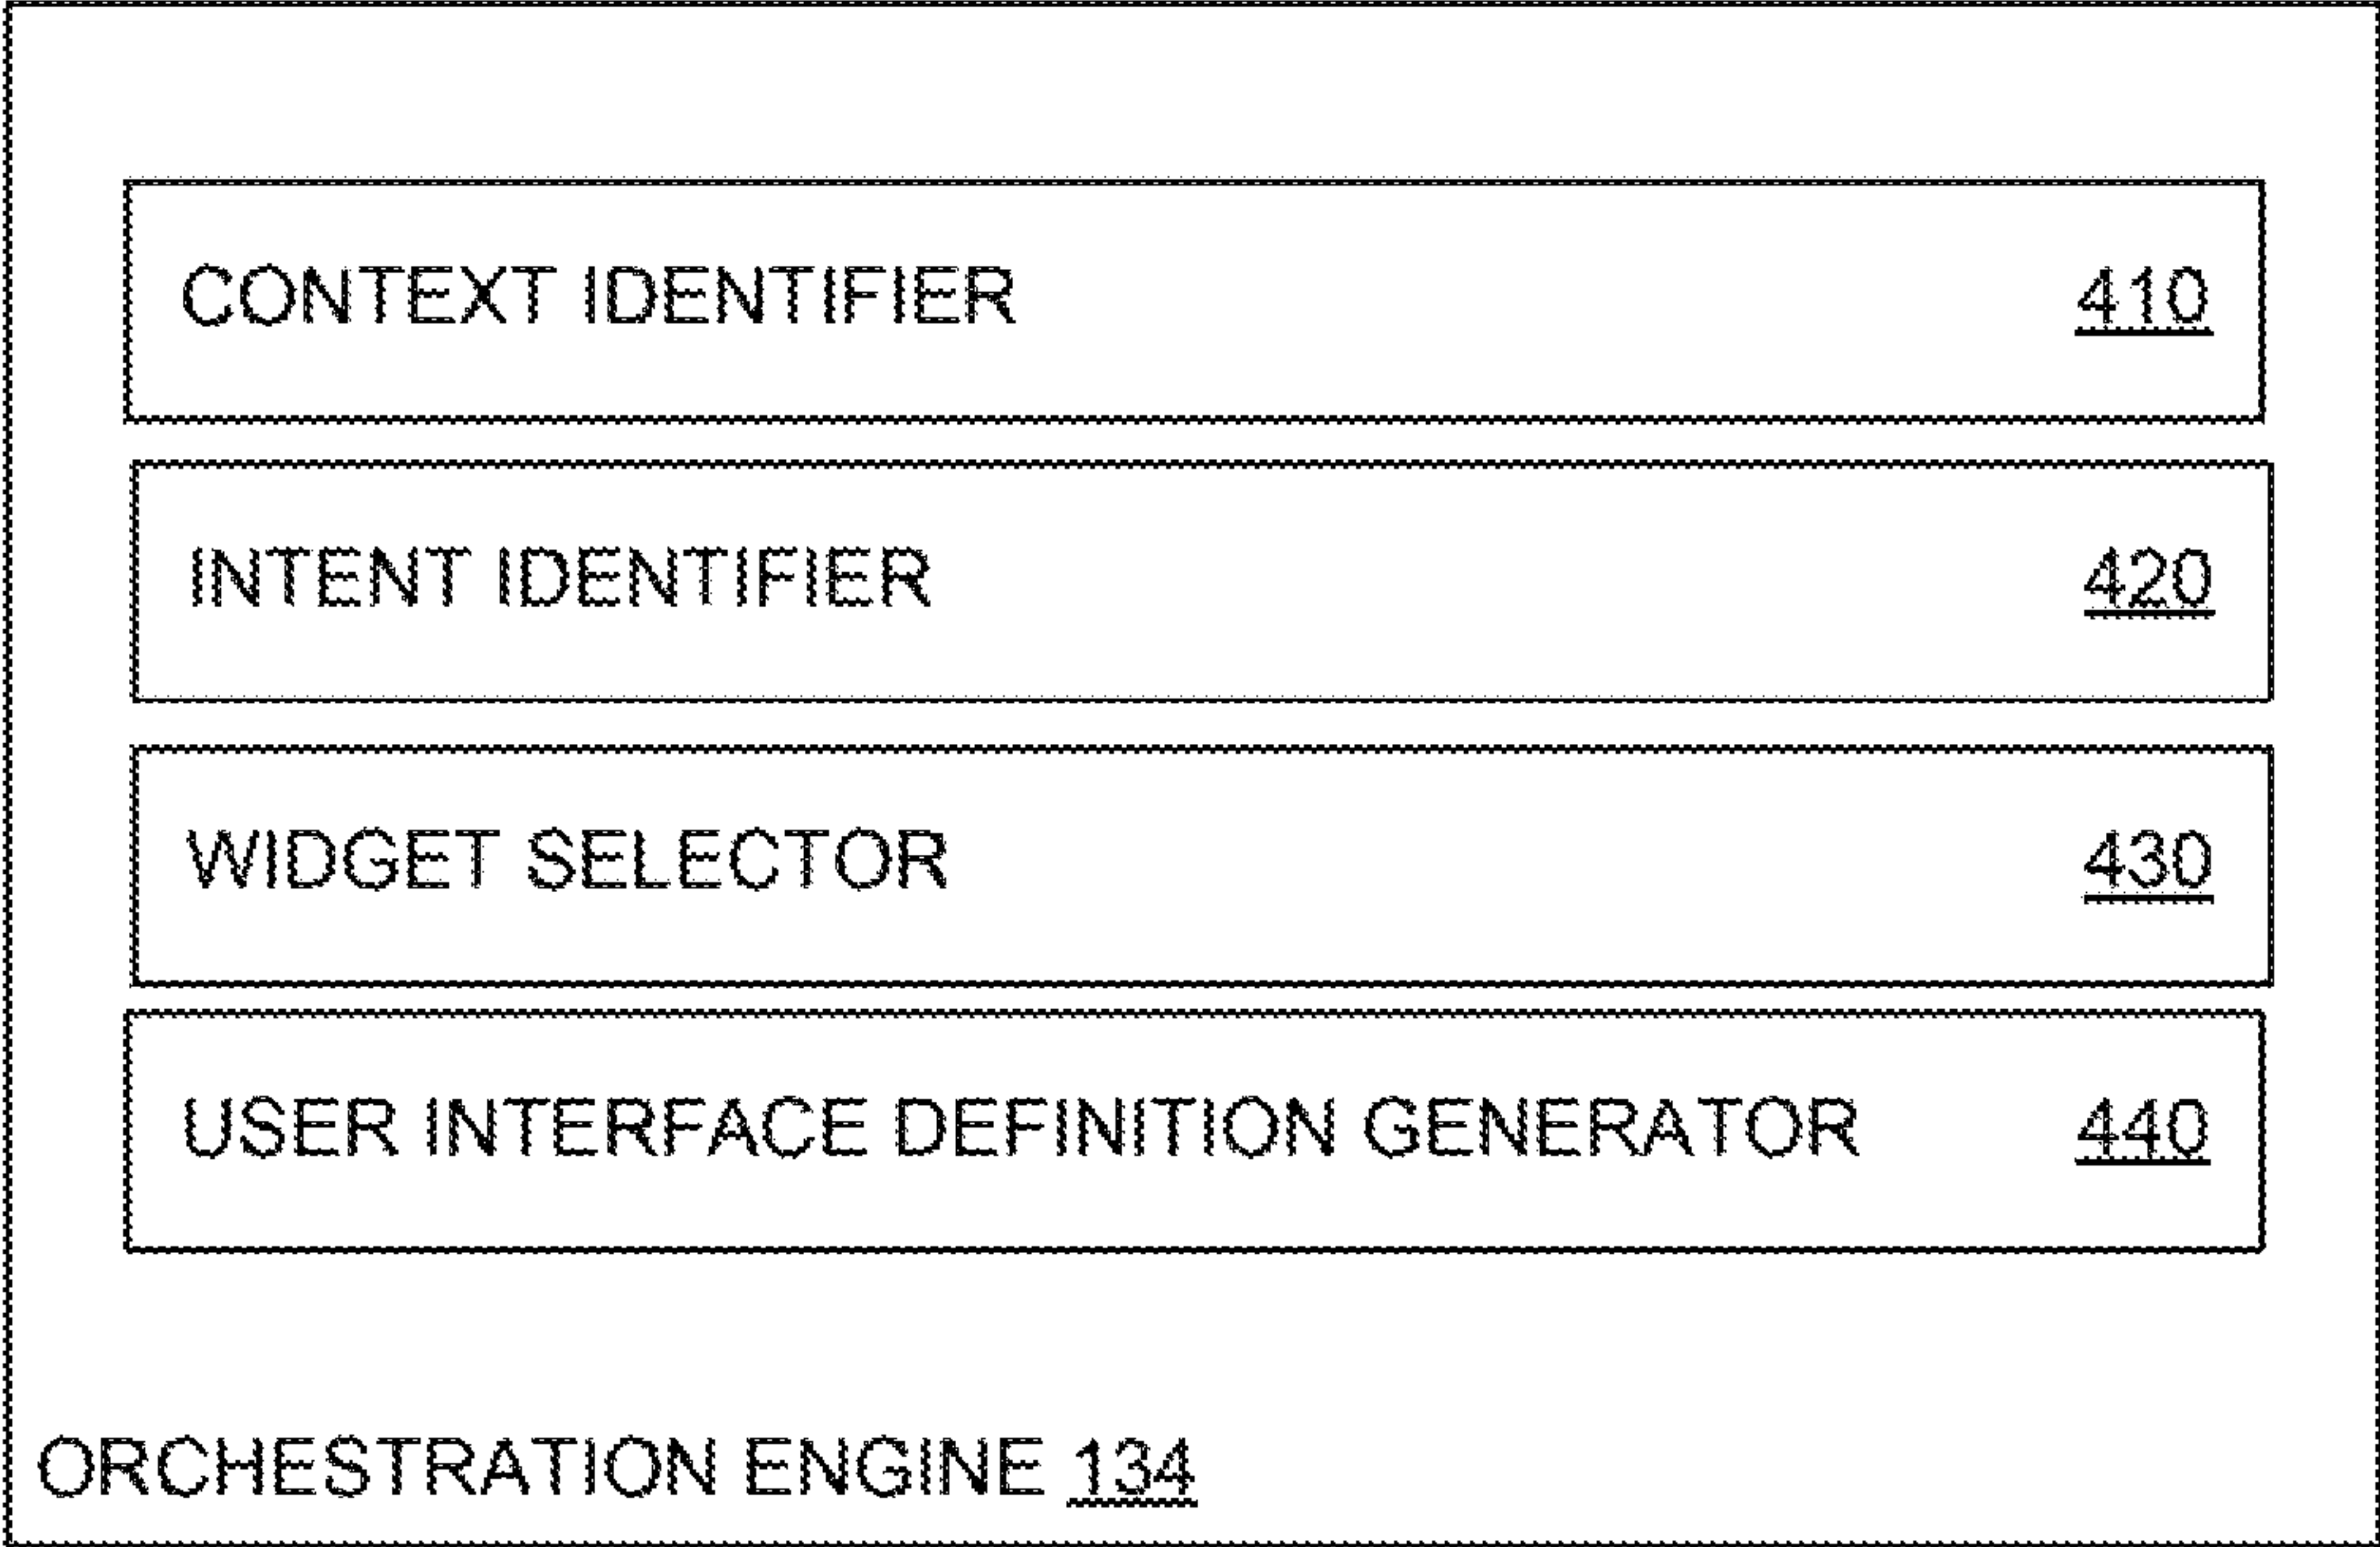 CONTEXT IDENTIFIER 410
INTENT IDENTIFIER 420
WIDGET SELECTOR 430
USER INTERFACE DEFINITION GENERATOR 440
ORCHESTRATION ENGINE 134